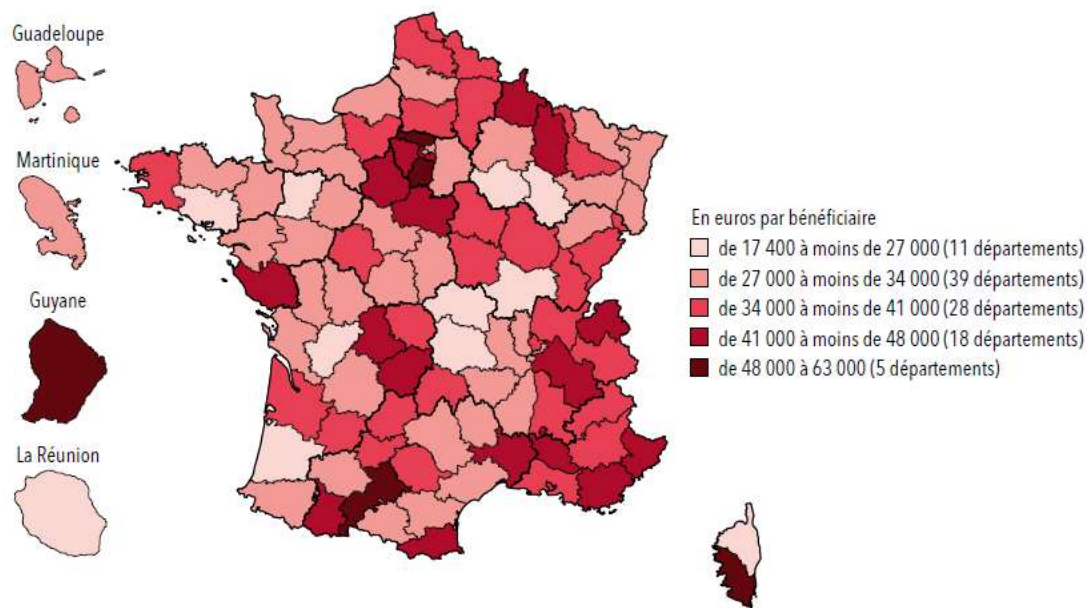 Guadeloupe
Martinique
Guyane
La Réunion
En euros par bénéficiaire
de 17 400 à moins de 27 000 (11 départements)
de 27 000 à moins de 34 000 (39 départements)
de 34 000 à moins de 41 000 (28 départements)
de 41 000 à moins de 48 000 (18 départements)
de 48 000 à 63 000 (5 départements)